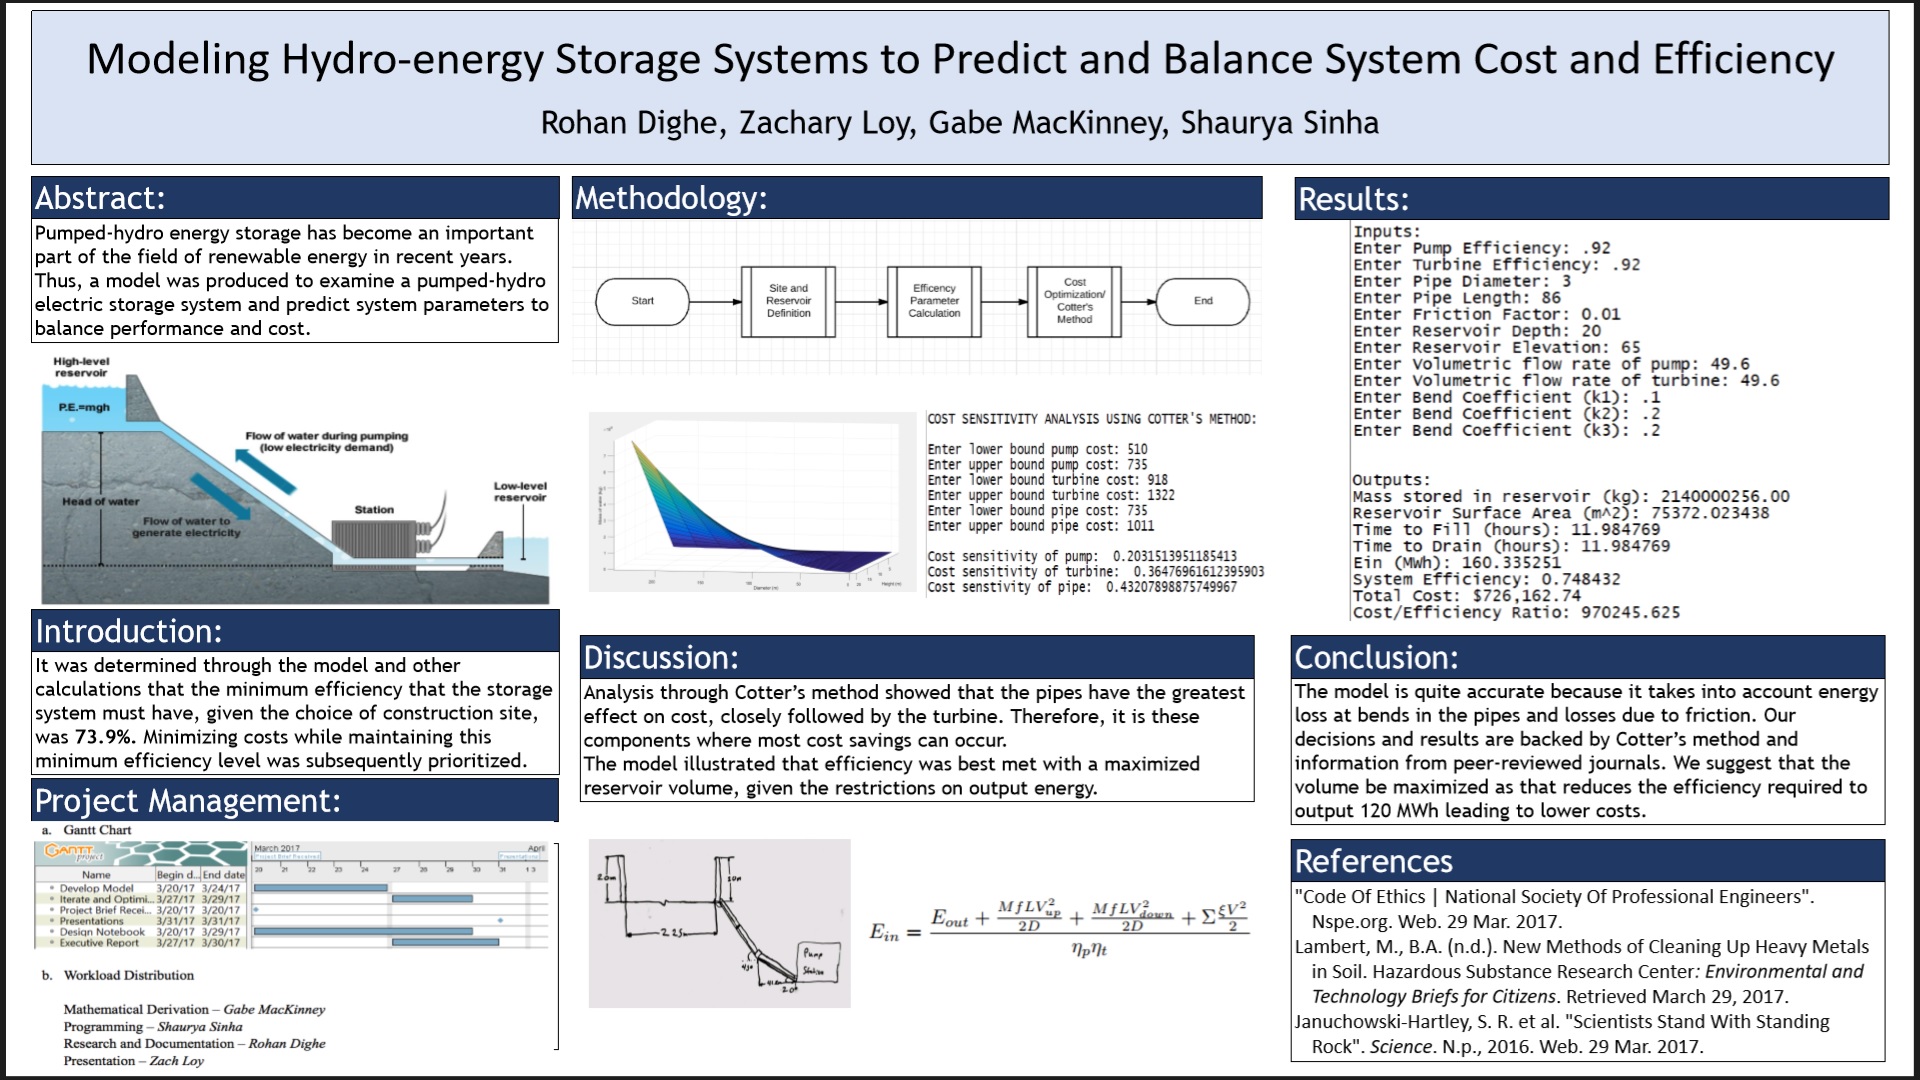 Modeling Hydro-energy Storage Systems to Predict and Balance System Cost and Efficiency
Rohan Dighe, Zachary Loy, Gabe MacKinney, Shaurya Sinha
Abstract:
Pumped-hydro energy storage has become an important
part of the field of renewable energy in recent years.
Thus, a model was produced to examine a pumped-hydro
electric storage system and predict system parameters to
balance performance and cost.
High-level
reservoir
P.E.=mgh
Flow of water during pumping
(low electricity demand)
Head of water
Flow of water to
generate electricity
Station
Low-level
reservoir
Introduction:
It was determined through the model and other
calculations that the minimum efficiency that the storage
system must have, given the choice of construction site,
was 73.9%. Minimizing costs while maintaining this
minimum efficiency level was subsequently prioritized.
Project Management:
a. Gantt Chart
GANTT
project
March 2017
April
Project Brief Received
Presentations
Name Begin d... End date
20 21 22 23 24 27 28 29 30 31 1 3
Develop Model 3/20/17 3/24/17
Iterate and Optimi... 3/27/17 3/29/17
Project Brief Recei... 3/20/17 3/20/17
Presentations 3/31/17 3/31/17
Design Notebook 3/20/17 3/29/17
Executive Report 3/27/17 3/30/17
b. Workload Distribution
Mathematical Derivation – Gabe MacKinney
Programming – Shaurya Sinha
Research and Documentation – Rohan Dighe
Presentation – Zach Loy
Methodology:
Start
Site and
Reservoir
Definition
Efficency
Parameter
Calculation
Cost
Optimization/
Cotter's
Method
End
COST SENSITIVITY ANALYSIS USING COTTER'S METHOD:
Enter lower bound pump cost: 510
Enter upper bound pump cost: 735
Enter lower bound turbine cost: 918
Enter upper bound turbine cost: 1322
Enter lower bound pipe cost: 735
Enter upper bound pipe cost: 1011
Cost sensitivity of pump: 0.2031513951185413
Cost sensitivity of turbine: 0.36476961612395903
Cost sensitvity of pipe: 0.43207898875749967
Discussion:
Analysis through Cotter’s method showed that the pipes have the greatest
effect on cost, closely followed by the turbine. Therefore, it is these
components where most cost savings can occur.
The model illustrated that efficiency was best met with a maximized
reservoir volume, given the restrictions on output energy.
20m
Pump
Station
E_in = (E_out + MfLV²_up/2D + MfLV²_down/2D + Σ ξV²/2) / η_pη_t
Results:
Inputs:
Enter Pump Efficiency: .92
Enter Turbine Efficiency: .92
Enter Pipe Diameter: 3
Enter Pipe Length: 86
Enter Friction Factor: 0.01
Enter Reservoir Depth: 20
Enter Reservoir Elevation: 65
Enter Volumetric flow rate of pump: 49.6
Enter Volumetric flow rate of turbine: 49.6
Enter Bend Coefficient (k1): .1
Enter Bend Coefficient (k2): .2
Enter Bend Coefficient (k3): .2
Outputs:
Mass stored in reservoir (kg): 2140000256.00
Reservoir Surface Area (m^2): 75372.023438
Time to Fill (hours): 11.984769
Time to Drain (hours): 11.984769
Ein (MWh): 160.335251
System Efficiency: 0.748432
Total Cost: $726,162.74
Cost/Efficiency Ratio: 970245.625
Conclusion:
The model is quite accurate because it takes into account energy
loss at bends in the pipes and losses due to friction. Our
decisions and results are backed by Cotter’s method and
information from peer-reviewed journals. We suggest that the
volume be maximized as that reduces the efficiency required to
output 120 MWh leading to lower costs.
References
"Code Of Ethics | National Society Of Professional Engineers".
Nspe.org. Web. 29 Mar. 2017.
Lambert, M., B.A. (n.d.). New Methods of Cleaning Up Heavy Metals
in Soil. Hazardous Substance Research Center: Environmental and
Technology Briefs for Citizens. Retrieved March 29, 2017.
Januchowski-Hartley, S. R. et al. "Scientists Stand With Standing
Rock". Science. N.p., 2016. Web. 29 Mar. 2017.